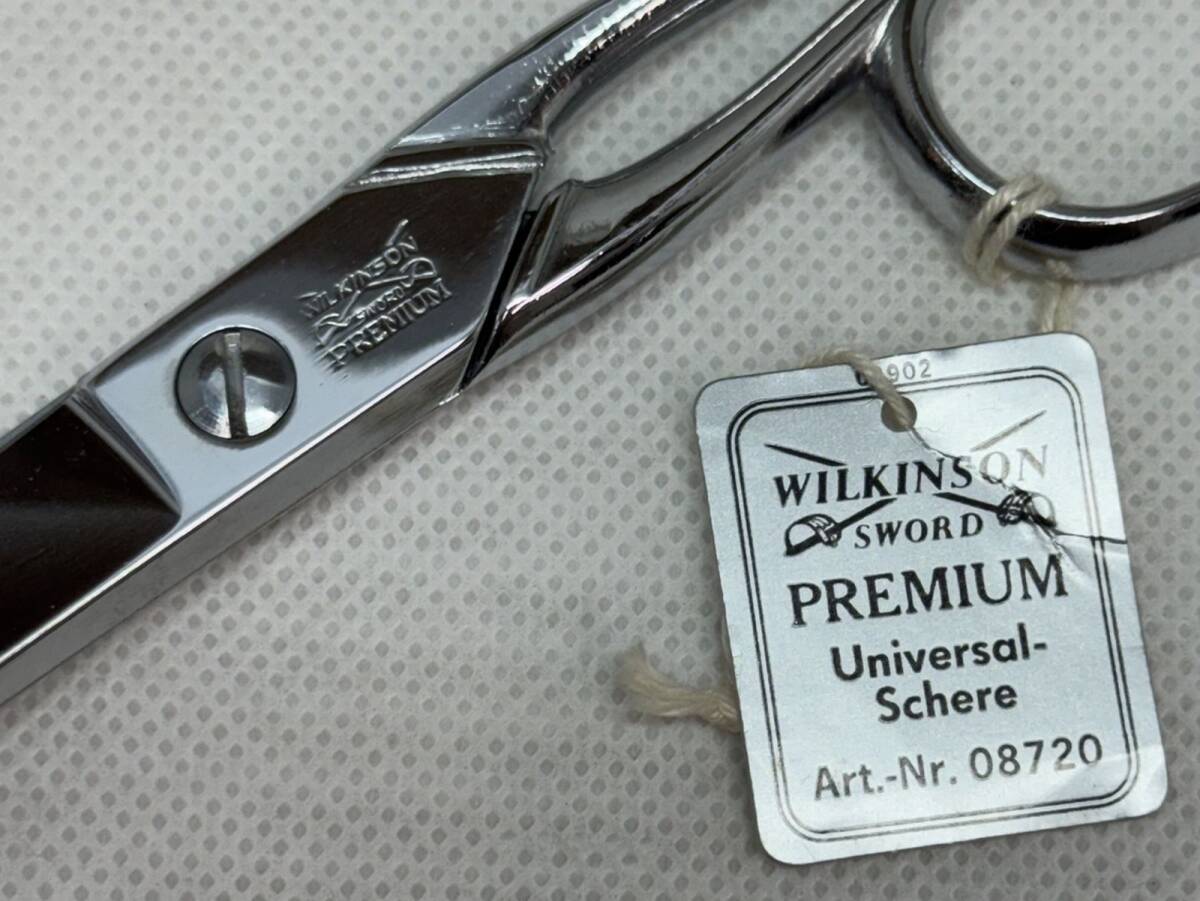 WILKINSON
SWORD
PREMIUM
WILKINSON
SWORD
PREMIUM
Universal-
Schere
Art.-Nr. 08720